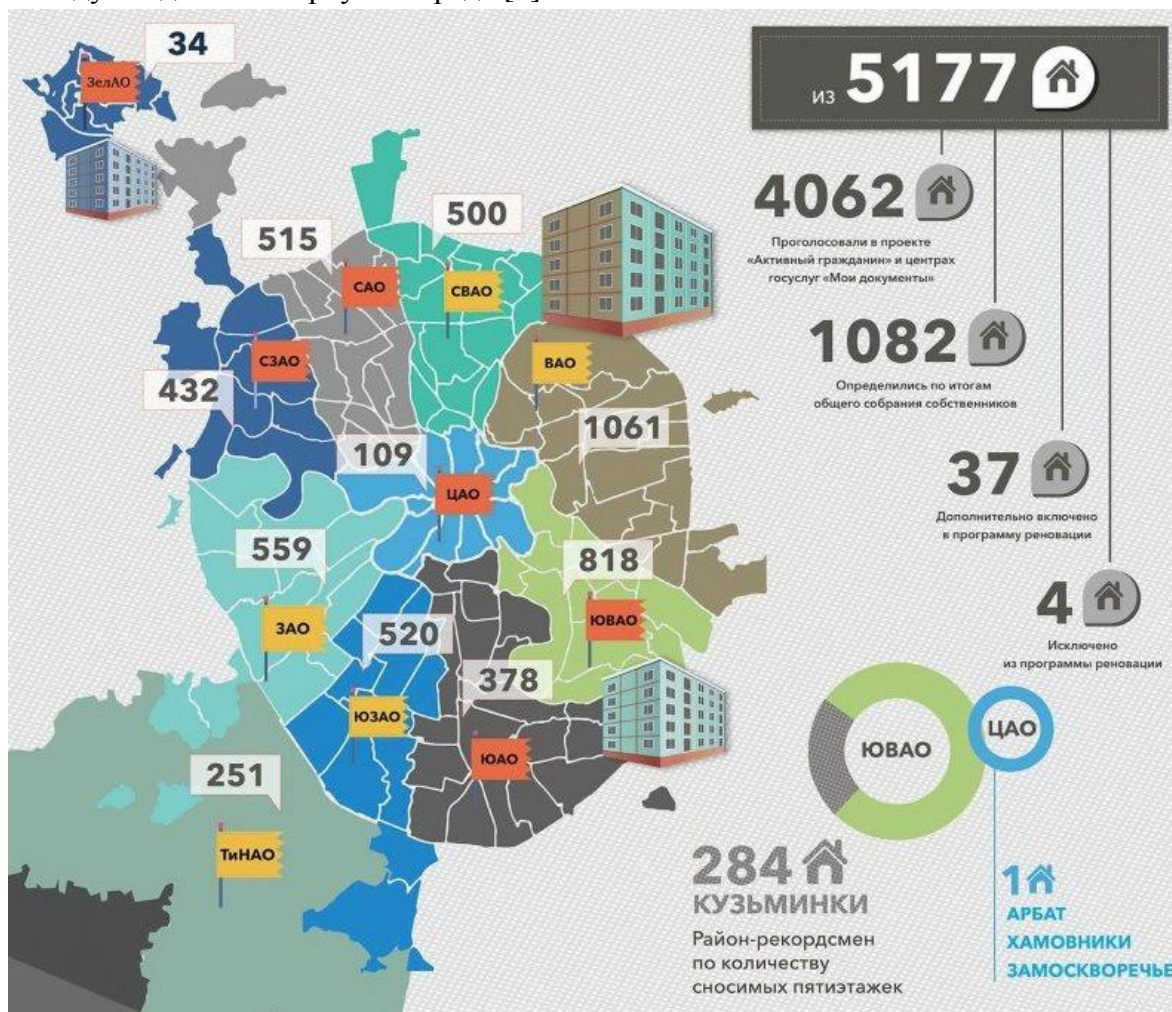 34
ЗелАО
из 5177
4062
Проголосовали в проекте
«Активный гражданин» и центрах
госуслуг «Мои документы»
515
500
САО
СВАО
1082
Определились по итогам
общего собрания собственников
СЗАО
ВАО
432
109
1061
ЦАО
37
Дополнительно включено
в программу реновации
559
818
ЗАО
520
ЮВАО
4
Исключено
из программы реновации
378
ЮЗАО
ЮАО
ЮВАО
ЦАО
251
ТиНАО
284
КУЗЬМИНКИ
Район-рекордсмен
по количеству
сносимых пятиэтажек
1
АРБАТ
ХАМОВНИКИ
ЗАМОСКВОРЕЧЬЕ